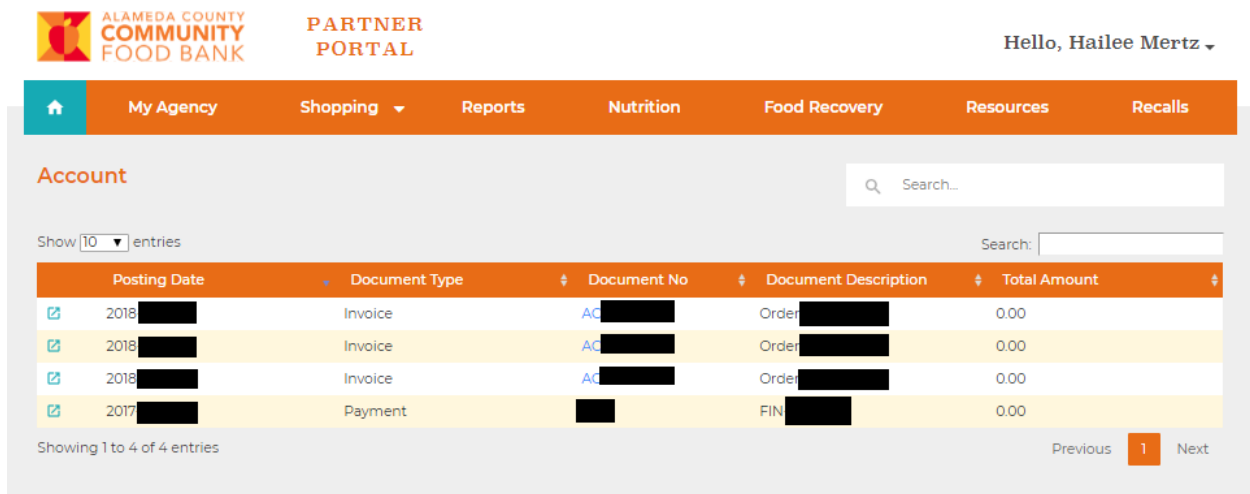 ALAMEDA COUNTY
COMMUNITY
FOOD BANK
PARTNER
PORTAL
Hello, Hailee Mertz
My Agency Shopping Reports Nutrition Food Recovery Resources Recalls
Account
Search...
Show 10 entries
Search:
Posting Date Document Type Document No Document Description Total Amount
2018 Invoice AC Order 0.00
2018 Invoice AC Order 0.00
2018 Invoice AC Order 0.00
2017 Payment FIN- 0.00
Showing 1 to 4 of 4 entries
Previous 1 Next